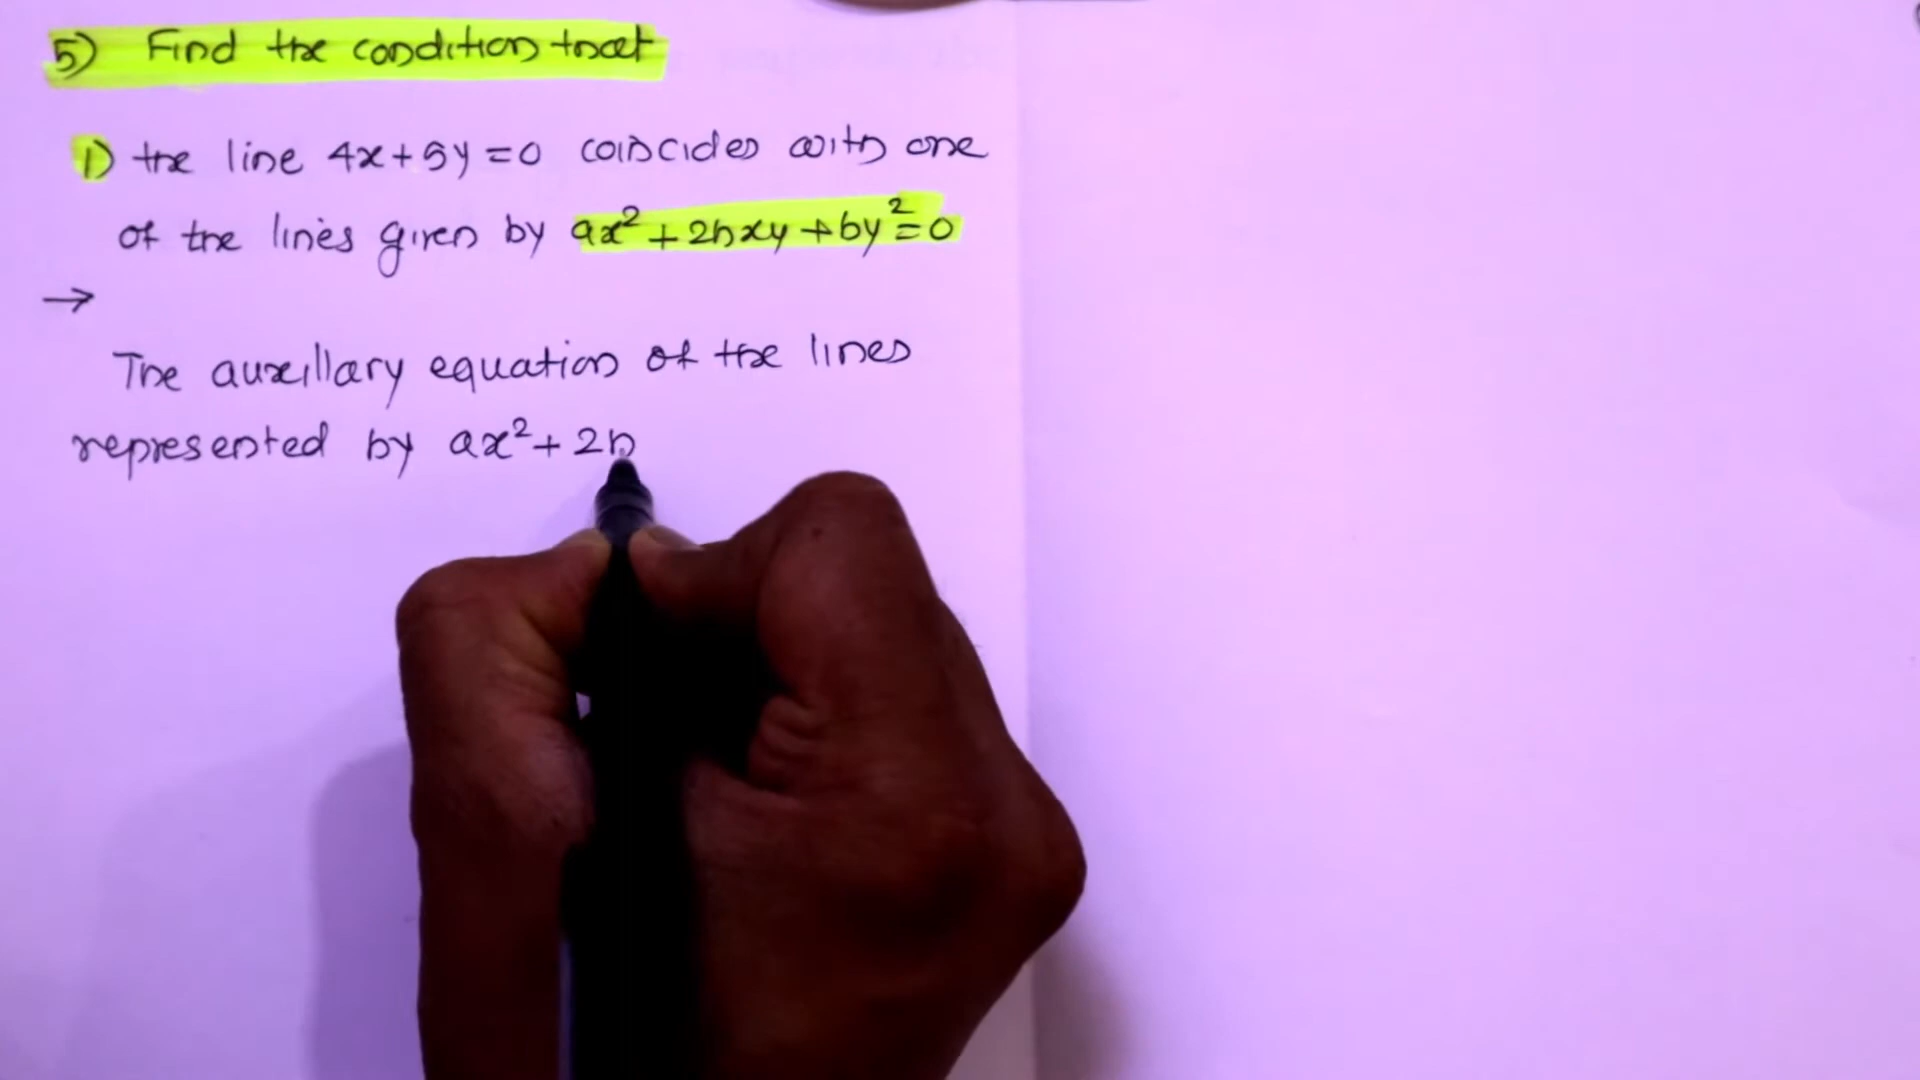 5) Find the condition that
1) the line 4x+5y=0 coincides with one
of the lines given by ax²+2hxy+by²=0
→
The auxillary equation of the lines
represented by ax²+2h